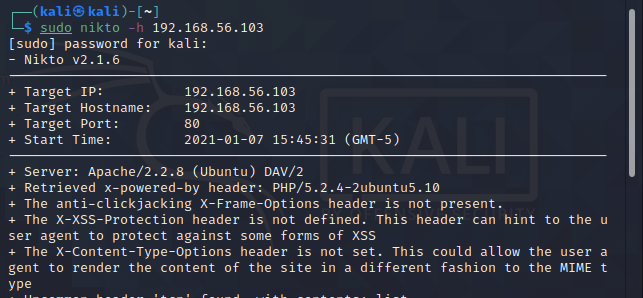 ┌──(kali㉿kali)-[~]
└─$ sudo nikto -h 192.168.56.103
[sudo] password for kali:
- Nikto v2.1.6
+ Target IP:          192.168.56.103
+ Target Hostname:    192.168.56.103
+ Target Port:        80
+ Start Time:         2021-01-07 15:45:31 (GMT-5)
+ Server: Apache/2.2.8 (Ubuntu) DAV/2
+ Retrieved x-powered-by header: PHP/5.2.4-2ubuntu5.10
+ The anti-clickjacking X-Frame-Options header is not present.
+ The X-XSS-Protection header is not defined. This header can hint to the u
ser agent to protect against some forms of XSS
+ The X-Content-Type-Options header is not set. This could allow the user a
gent to render the content of the site in a different fashion to the MIME t
ype
+ Uncommon header 'tcn' found, with contents: list
KALI